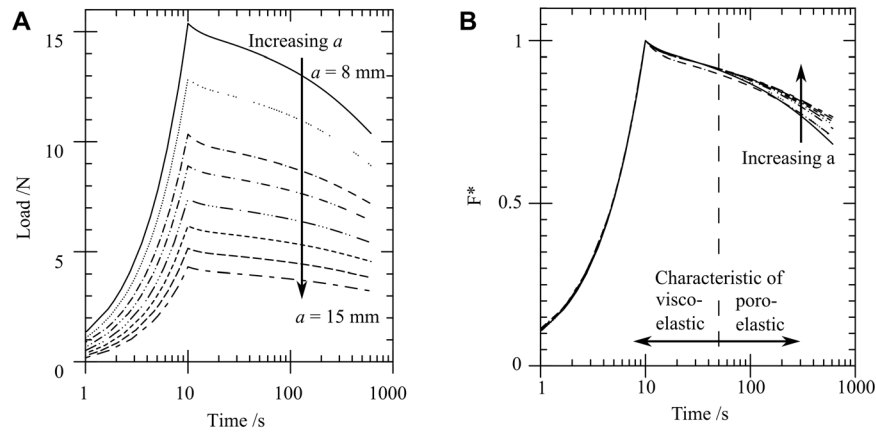 A
Load /N
15
10
5
0
1
10
100
1000
Time /s
Increasing a
a = 8 mm
a = 15 mm
B
F*
1
0.5
0
1
10
100
1000
Time /s
Increasing a
Characteristic of
visco- poro-
elastic elastic